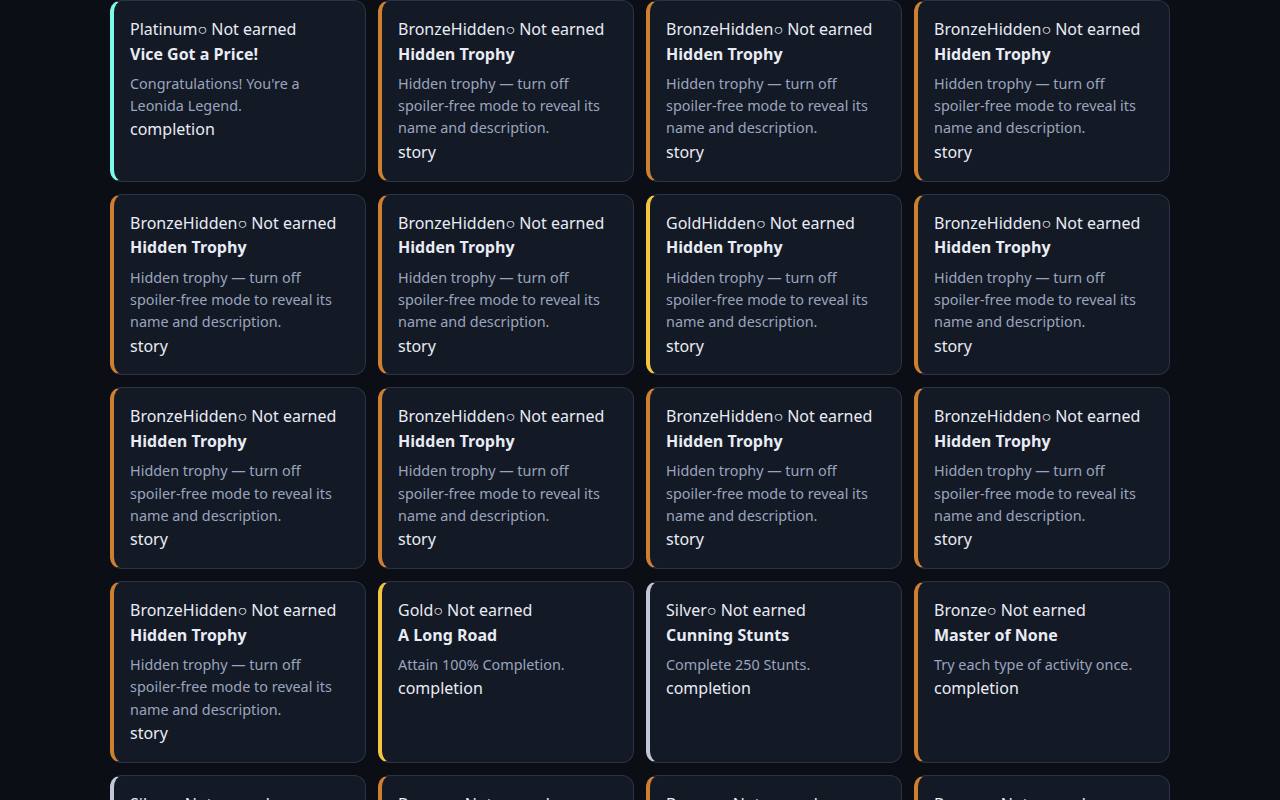 Platinum○ Not earned
Vice Got a Price!
Congratulations! You're a
Leonida Legend.
completion
BronzeHidden○ Not earned
Hidden Trophy
Hidden trophy — turn off
spoiler-free mode to reveal its
name and description.
story
BronzeHidden○ Not earned
Hidden Trophy
Hidden trophy — turn off
spoiler-free mode to reveal its
name and description.
story
BronzeHidden○ Not earned
Hidden Trophy
Hidden trophy — turn off
spoiler-free mode to reveal its
name and description.
story
BronzeHidden○ Not earned
Hidden Trophy
Hidden trophy — turn off
spoiler-free mode to reveal its
name and description.
story
BronzeHidden○ Not earned
Hidden Trophy
Hidden trophy — turn off
spoiler-free mode to reveal its
name and description.
story
GoldHidden○ Not earned
Hidden Trophy
Hidden trophy — turn off
spoiler-free mode to reveal its
name and description.
story
BronzeHidden○ Not earned
Hidden Trophy
Hidden trophy — turn off
spoiler-free mode to reveal its
name and description.
story
BronzeHidden○ Not earned
Hidden Trophy
Hidden trophy — turn off
spoiler-free mode to reveal its
name and description.
story
BronzeHidden○ Not earned
Hidden Trophy
Hidden trophy — turn off
spoiler-free mode to reveal its
name and description.
story
BronzeHidden○ Not earned
Hidden Trophy
Hidden trophy — turn off
spoiler-free mode to reveal its
name and description.
story
BronzeHidden○ Not earned
Hidden Trophy
Hidden trophy — turn off
spoiler-free mode to reveal its
name and description.
story
BronzeHidden○ Not earned
Hidden Trophy
Hidden trophy — turn off
spoiler-free mode to reveal its
name and description.
story
Gold○ Not earned
A Long Road
Attain 100% Completion.
completion
Silver○ Not earned
Cunning Stunts
Complete 250 Stunts.
completion
Bronze○ Not earned
Master of None
Try each type of activity once.
completion